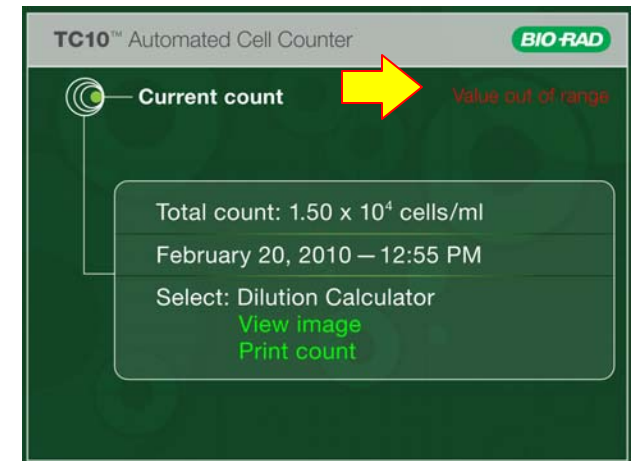 TC10™ Automated Cell Counter
BIO-RAD
Current count
Value out of range
Total count: 1.50 x 10⁴ cells/ml
February 20, 2010 — 12:55 PM
Select: Dilution Calculator
View image
Print count